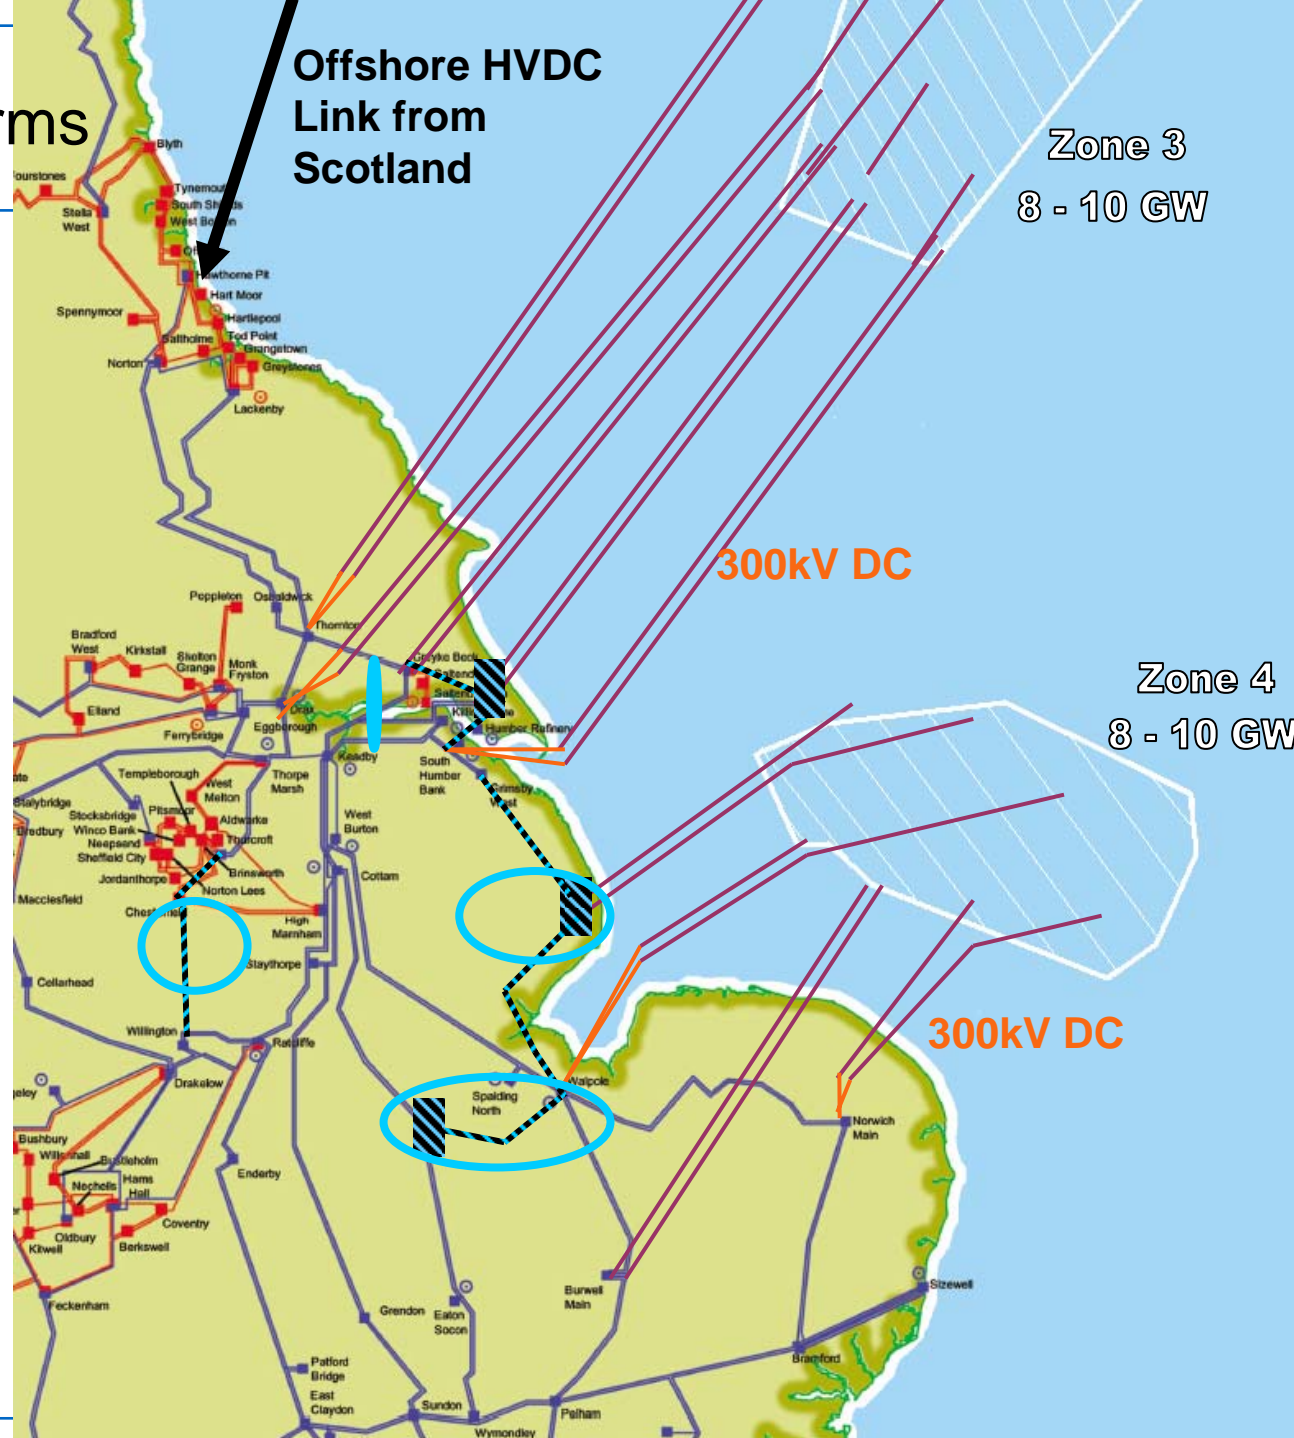 Offshore HVDC
Link from
Scotland
rms
Blyth
ourstones
Stella
West
Hart Moor
Spennymoor
Hartlepool
Saltholme
Tod Point
Grangetown
Norton
Greystones
Lackenby
Zone 3
8 - 10 GW
300kV DC
Poppleton
Thornton
Bradford
West
Kirkstall
Skelton
Grange
Monk
Fryston
Drax
Elland
Eggborough
Ferrybridge
Humber Refinery
Keadby
South
Humber
Bank
Grimsby
West
Zone 4
8 - 10 GW
Templeborough
Thorpe
Marsh
West
Melton
Stalybridge
Pitsmoor
Stocksbridge
Aldwarke
Winco Bank
Thurcroft
Neepsend
Sheffield City
Brinsworth
Jordanthorpe
Norton Lees
West
Burton
Cottam
Macclesfield
High
Marnham
Staythorpe
Cellarhead
Willington
Ratcliffe
Drakelow
300kV DC
Walpole
Spalding
North
Norwich
Main
Bushbury
Bustleholm
Nechells
Hams
Hall
Enderby
Coventry
Oldbury
Berkswell
Kitwell
Feckenham
Burwell
Main
Sizewell
Grendon
Eaton
Socon
Bramford
Patford
Bridge
East
Claydon
Sundon
Pelham
Wymondley